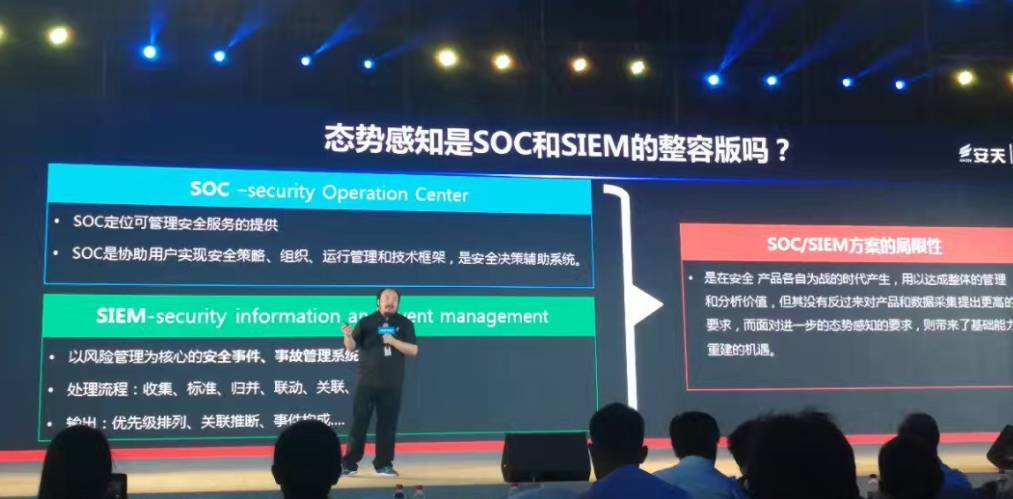 态势感知是SOC和SIEM的整容版吗？
安天
SOC –security Operation Center
• SOC定位可管理安全服务的提供
• SOC是协助用户实现安全策略、组织、运行管理和技术框架，是安全决策辅助系统。
SIEM-security information an vent management
• 以风险管理为核心的安全事件、事故管理系统
• 处理流程：收集、标准、归并、联动、关联、
• 输出：优先级排列、关联推断、事件构成....
SOC/SIEM方案的局限性
• 是在安全 产品各自为战的时代产生，用以达成整体的管理
和分析价值，但其没有反过来对产品和数据采集提出更高的
要求，而面对进一步的态势感知的要求，则带来了基础能力
重建的机遇。